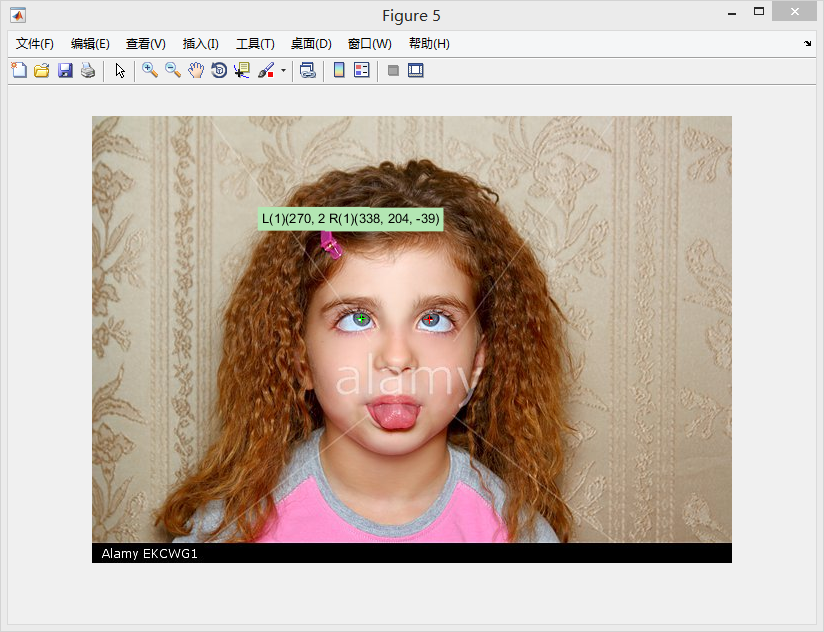 Figure 5
文件(F) 编辑(E) 查看(V) 插入(I) 工具(T) 桌面(D) 窗口(W) 帮助(H)
L(1)(270, 2 R(1)(338, 204, -39)
alamy
Alamy EKCWG1